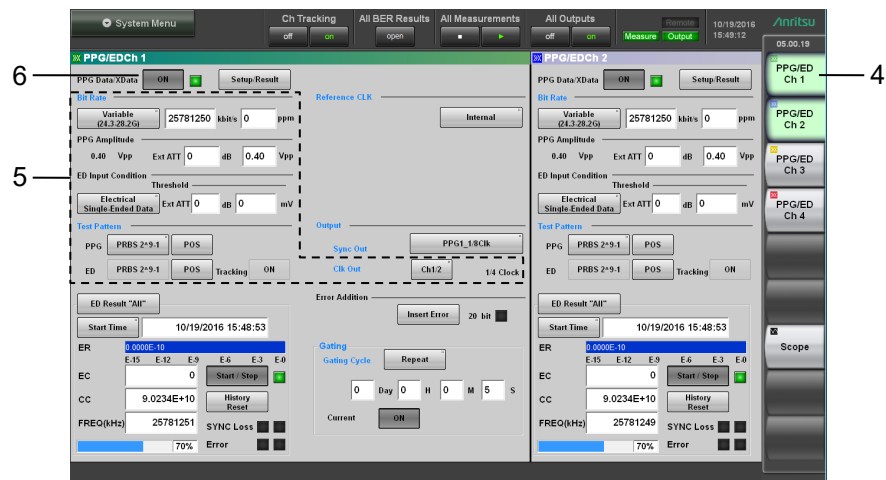 System Menu
Ch Tracking
off on
All BER Results
open
All Measurements
All Outputs
off on
Remote
Measure Output
10/19/2016
15:49:12
/inritsu
05.00.19
PPG/EDCh 1
6
PPG Data/XData ON Setup/Result
Bit Rate
Variable
(24.3-28.2G)
25781250 kbit/s 0 ppm
PPG Amplitude
0.40 Vpp Ext ATT 0 dB 0.40 Vpp
5
ED Input Condition
Threshold
Electrical
Single-Ended Data
Ext ATT 0 dB 0 mV
Test Pattern
PPG PRBS 2^9-1 POS
ED PRBS 2^9-1 POS Tracking ON
Reference CLK
Internal
Output
Sync Out PPG1_1/8Clk
Clk Out Ch1/2 1/4 Clock
ED Result "All"
Start Time 10/19/2016 15:48:53
ER 0.0000E-10
E-15 E-12 E-9 E-6 E-3 E-0
EC 0 Start / Stop
CC 9.0234E+10 History
Reset
FREQ(kHz) 25781251 SYNC Loss
70% Error
Error Addition
Insert Error 20 bit
Gating
Gating Cycle Repeat
0 Day 0 H 0 M 5 S
Current ON
PPG/EDCh 2
PPG Data/XData ON Setup/Result
Bit Rate
Variable
(24.3-28.2G)
25781250 kbit/s 0 ppm
PPG Amplitude
0.40 Vpp Ext ATT 0 dB 0.40 Vpp
ED Input Condition
Threshold
Electrical
Single-Ended Data
Ext ATT 0 dB 0 mV
Test Pattern
PPG PRBS 2^9-1 POS
ED PRBS 2^9-1 POS Tracking ON
ED Result "All"
Start Time 10/19/2016 15:48:53
ER 0.0000E-10
E-15 E-12 E-9 E-6 E-3 E-0
EC 0 Start / Stop
CC 9.0234E+10 History
Reset
FREQ(kHz) 25781249 SYNC Loss
70% Error
PPG/ED
Ch 1
4
PPG/ED
Ch 2
PPG/ED
Ch 3
PPG/ED
Ch 4
Scope